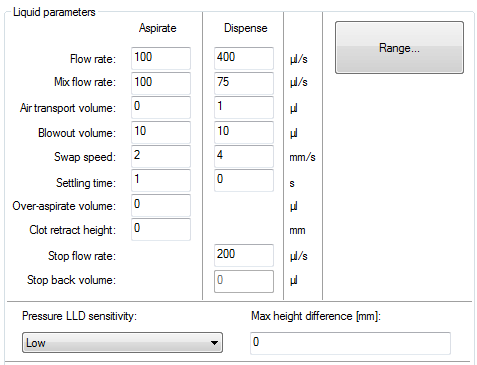 Liquid parameters
Aspirate Dispense
Range...
Flow rate: 100 400 µl/s
Mix flow rate: 100 75 µl/s
Air transport volume: 0 1 µl
Blowout volume: 10 10 µl
Swap speed: 2 4 mm/s
Settling time: 1 0 s
Over-aspirate volume: 0 µl
Clot retract height: 0 mm
Stop flow rate: 200 µl/s
Stop back volume: 0 µl
Pressure LLD sensitivity: Max height difference [mm]:
Low 0